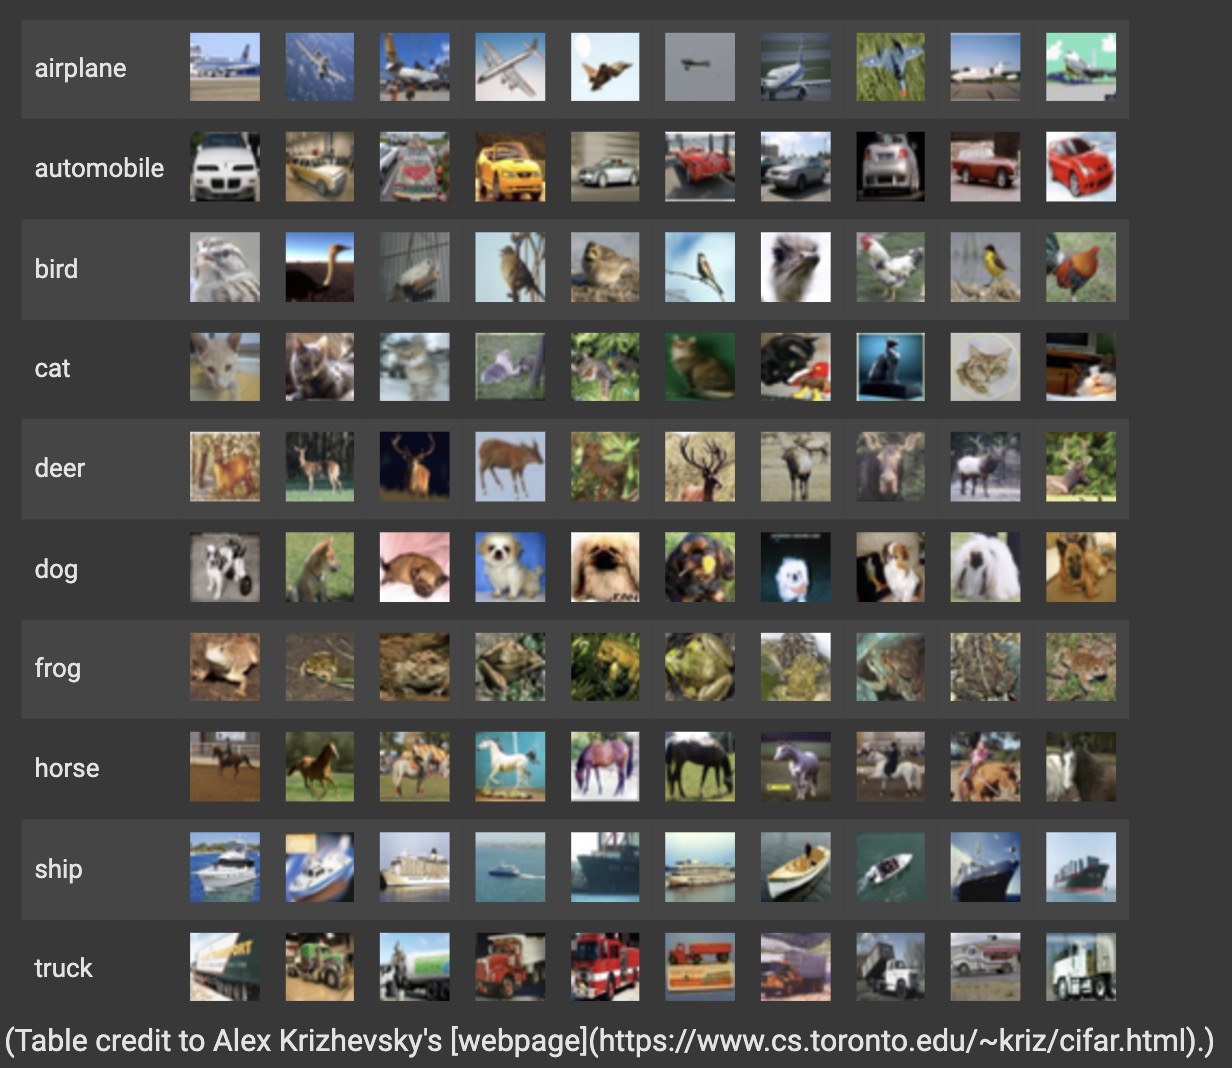 airplane
automobile
bird
cat
deer
dog
frog
horse
ship
truck
(Table credit to Alex Krizhevsky's [webpage](https://www.cs.toronto.edu/~kriz/cifar.html).)